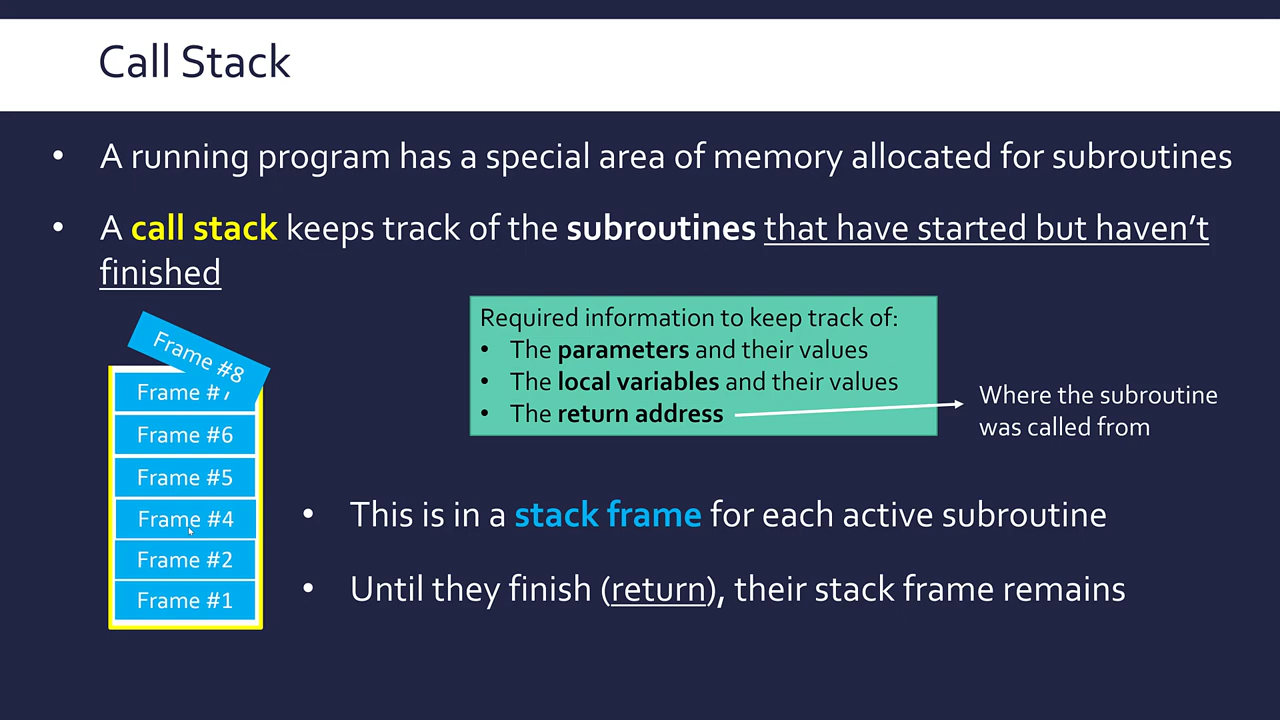 Call Stack
• A running program has a special area of memory allocated for subroutines
• A call stack keeps track of the subroutines that have started but haven't
finished
Required information to keep track of:
• The parameters and their values
• The local variables and their values
• The return address
Where the subroutine
was called from
Frame #8
Frame #7
Frame #6
Frame #5
Frame #4
Frame #2
Frame #1
• This is in a stack frame for each active subroutine
• Until they finish (return), their stack frame remains